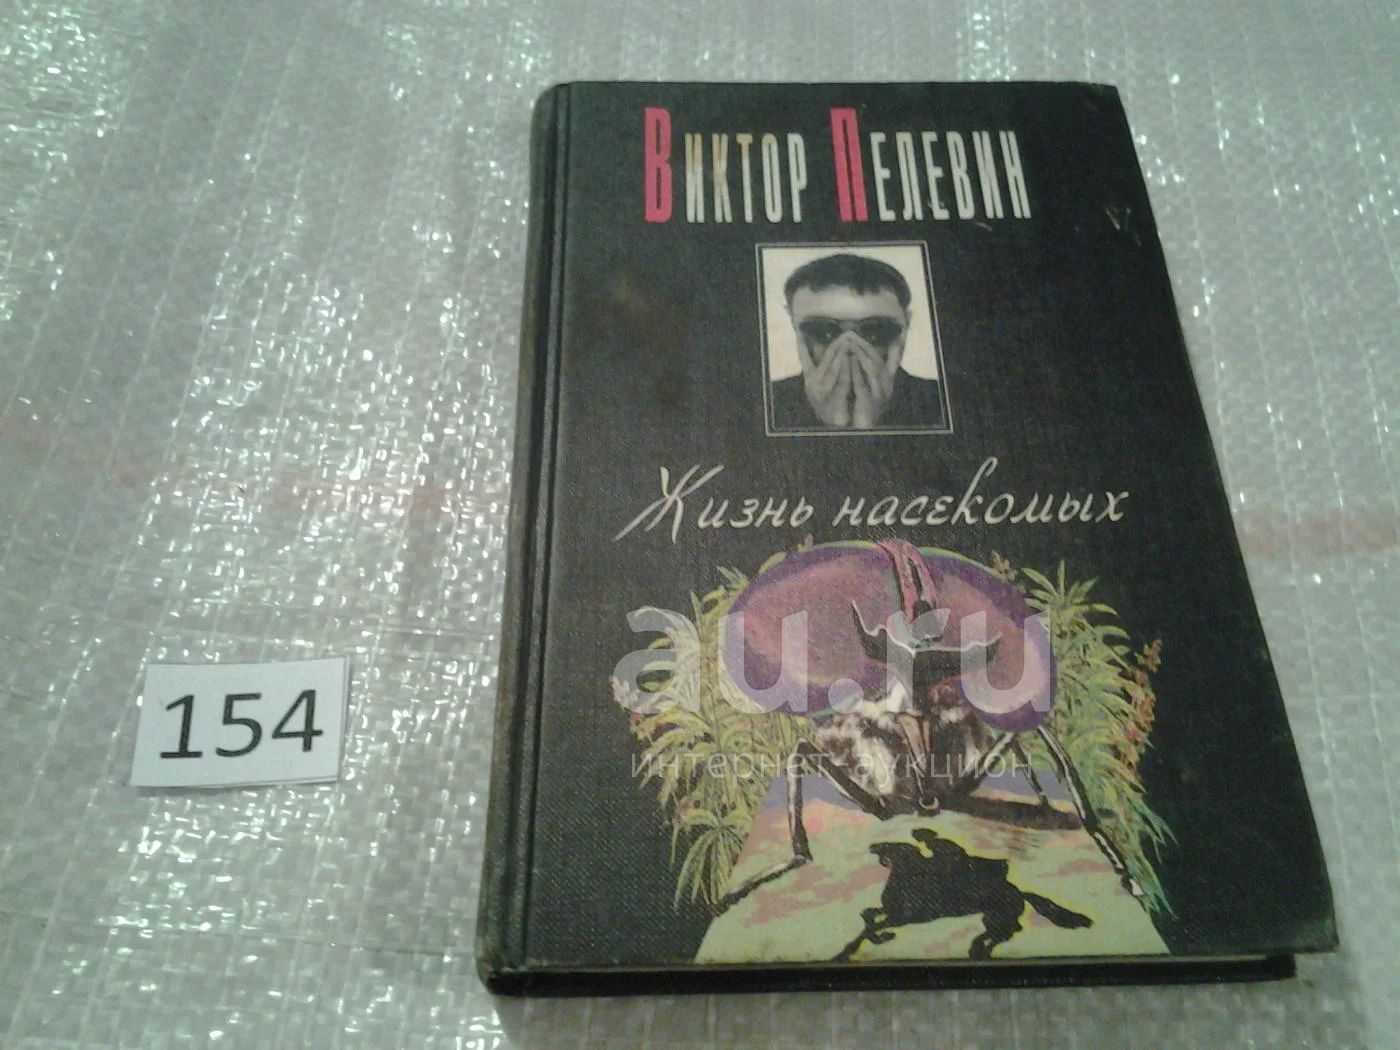 Виктор Пелевин
Жизнь насекомых
au.ru
интернет-аукцион
154